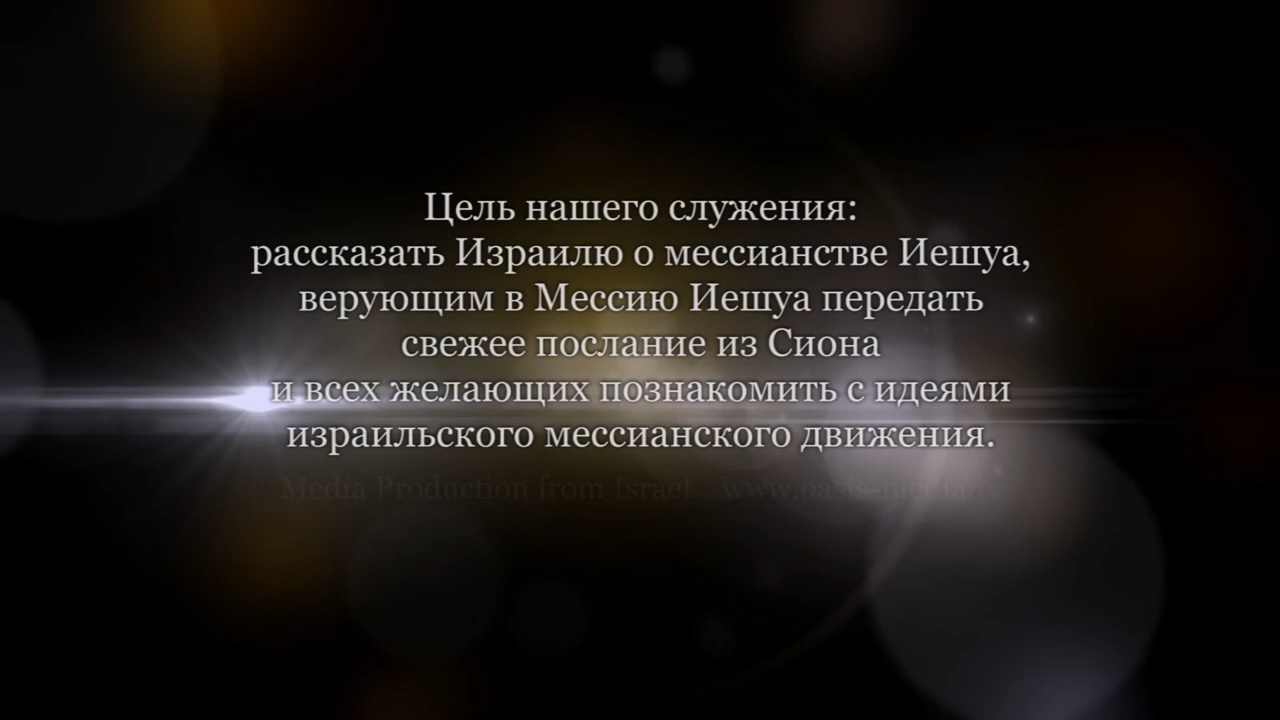 Цель нашего служения:
рассказать Израилю о мессианстве Иешуа,
верующим в Мессию Иешуа передать
свежее послание из Сиона
и всех желающих познакомить с идеями
израильского мессианского движения.
Media Production from Israel